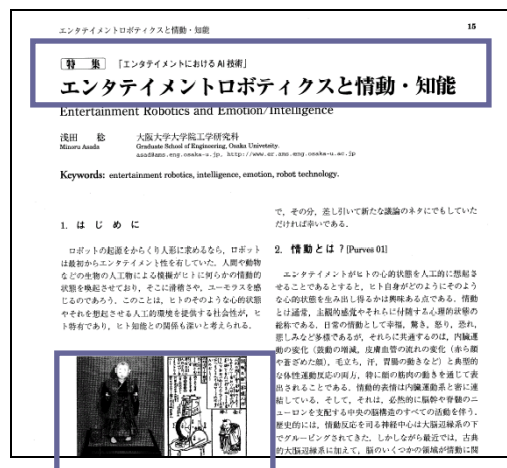 エンタテイメントロボティクスと情動・知能
15
特 集 「エンタテイメントにおける AI 技術」
エンタテイメントロボティクスと情動・知能
Entertainment Robotics and Emotion/Intelligence
浅田 稔 大阪大学大学院工学研究科
Minoru Asada Graduate School of Engineering, Osaka University.
asada@ams.eng.osaka-u.jp, http://www.er.ams.eng.osaka-u.ac.jp
Keywords: entertainment robotics, intelligence, emotion, robot technology.
1. は じ め に
ロボットの起源をからくり人形に求めるなら,ロボット
は最初からエンタテイメント性を有していた.人間や動物
などの生物の人工物による模擬がヒトに何らかの情動的
状態を喚起させており,そこに滑稽さや,ユーモラスを感
じるのであろう.このことは,ヒトのそのような心的状態
やそれを想起させる人工的環境を提供する社会性が,ヒ
ト特有であり,ヒト知能との関係も深いと考えられる.
で,その分,差し引いて新たな議論のネタにでもしていた
だければ幸いである.
2. 情動とは?[Purves 01]
エンタテイメントがヒトの心的状態を人工的に想起さ
せることであるとすると,ヒト自身がどのようにそのよう
な心的状態を生み出し得るかは興味ある点である.情動
とは通常,主観的感覚やそれらに付随する心理的状態の
総称である.日常の情動として幸福,驚き,怒り,恐れ,
悲しみなど多様であるが,それらに共通するのは,内臓運
動の変化(鼓動の増減,皮膚血管の流れの変化(赤ら顔
や蒼ざめた顔),毛立ち,汗,胃腸の動きなど)と典型的
な体性運動反応の両方,特に顔の筋肉の動きを通じて表
出されることである.情動的表情は内臓運動系と密に連
結している.そして,それは,必然的に脳幹や脊髄のニ
ューロンを支配する中央の脳構造のすべての活動を伴う.
歴史的には,情動反応を司る神経中心は大脳辺縁系の下
でグルーピングされてきた.しかしながら最近では,古典
的大脳辺縁系に加えて,脳のいくつかの領域が情動に関